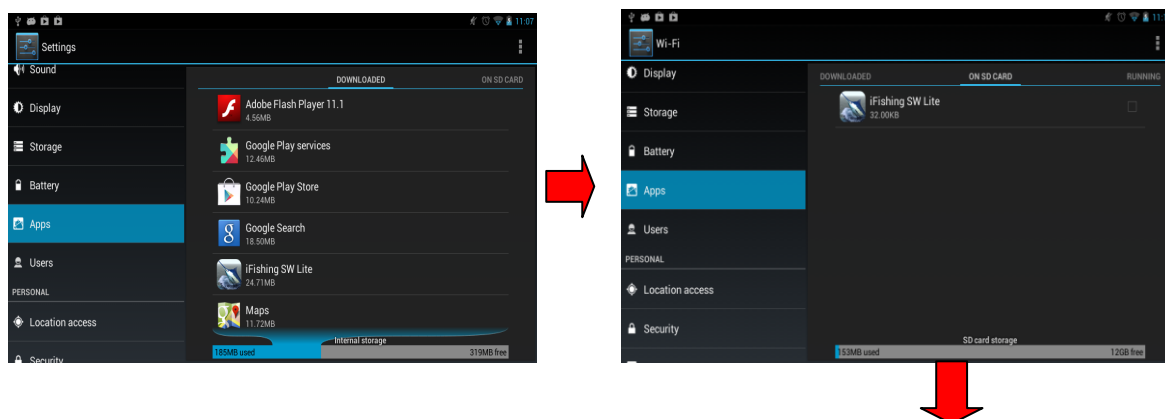 11:07
Settings
Sound
Display
Storage
Battery
Apps
Users
PERSONAL
Location access
Security
DOWNLOADED
ON SD CARD
Adobe Flash Player 11.1
4.56MB
Google Play services
12.46MB
Google Play Store
10.24MB
Google Search
18.50MB
iFishing SW Lite
24.71MB
Maps
11.72MB
Internal storage
185MB used
319MB free
Wi-Fi
Display
Storage
Battery
Apps
Users
PERSONAL
Location access
Security
DOWNLOADED
ON SD CARD
RUNNING
iFishing SW Lite
32.00KB
SD card storage
153MB used
12GB free